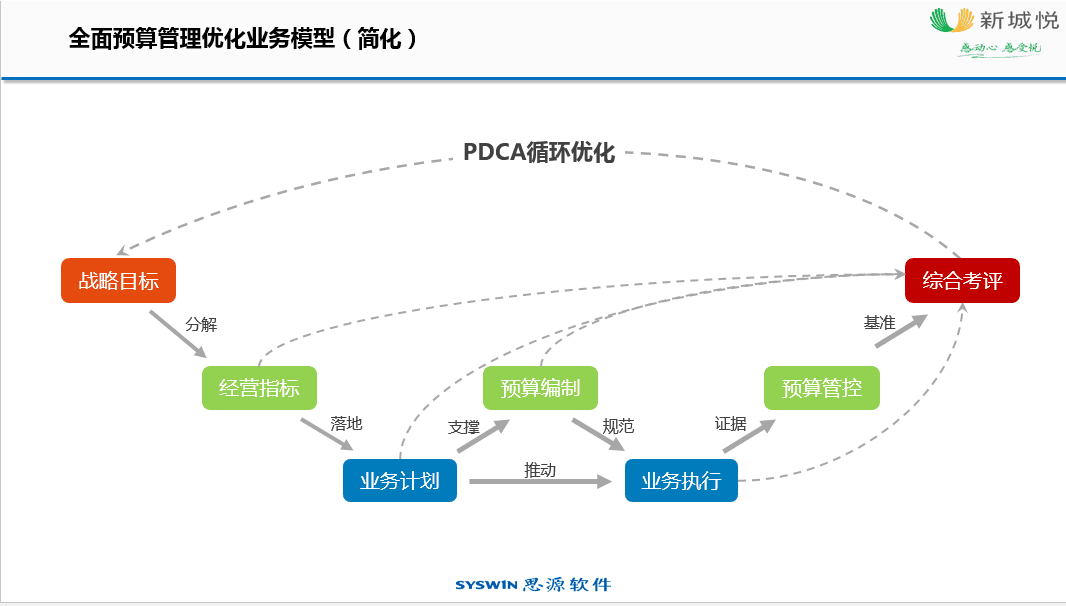 全面预算管理优化业务模型（简化）
新城悦
感动心 感受悦
PDCA循环优化
战略目标
综合考评
分解
基准
经营指标
预算编制
预算管控
落地
支撑
规范
证据
业务计划
推动
业务执行
SYSWIN 思源软件